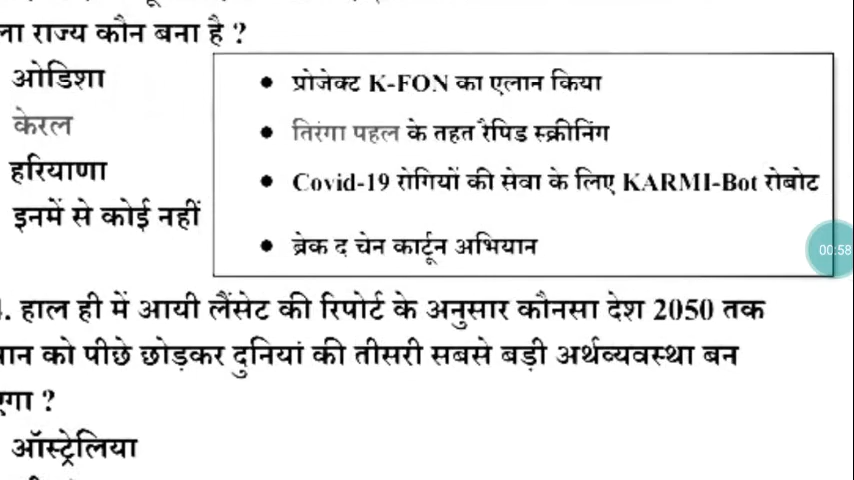 ना राज्य कौन बना है ?
ओडिशा
केरल
हरियाणा
इनमें से कोई नहीं
• प्रोजेक्ट K-FON का एलान किया
• तिरंगा पहल के तहत रैपिड स्क्रीनिंग
• Covid-19 रोगियों की सेवा के लिए KARMI-Bot रोबोट
• ब्रेक द चेन कार्टून अभियान
00:58
. हाल ही में आयी लैंसेट की रिपोर्ट के अनुसार कौनसा देश 2050 तक
पान को पीछे छोड़कर दुनियां की तीसरी सबसे बड़ी अर्थव्यवस्था बन
एगा ?
ऑस्ट्रेलिया